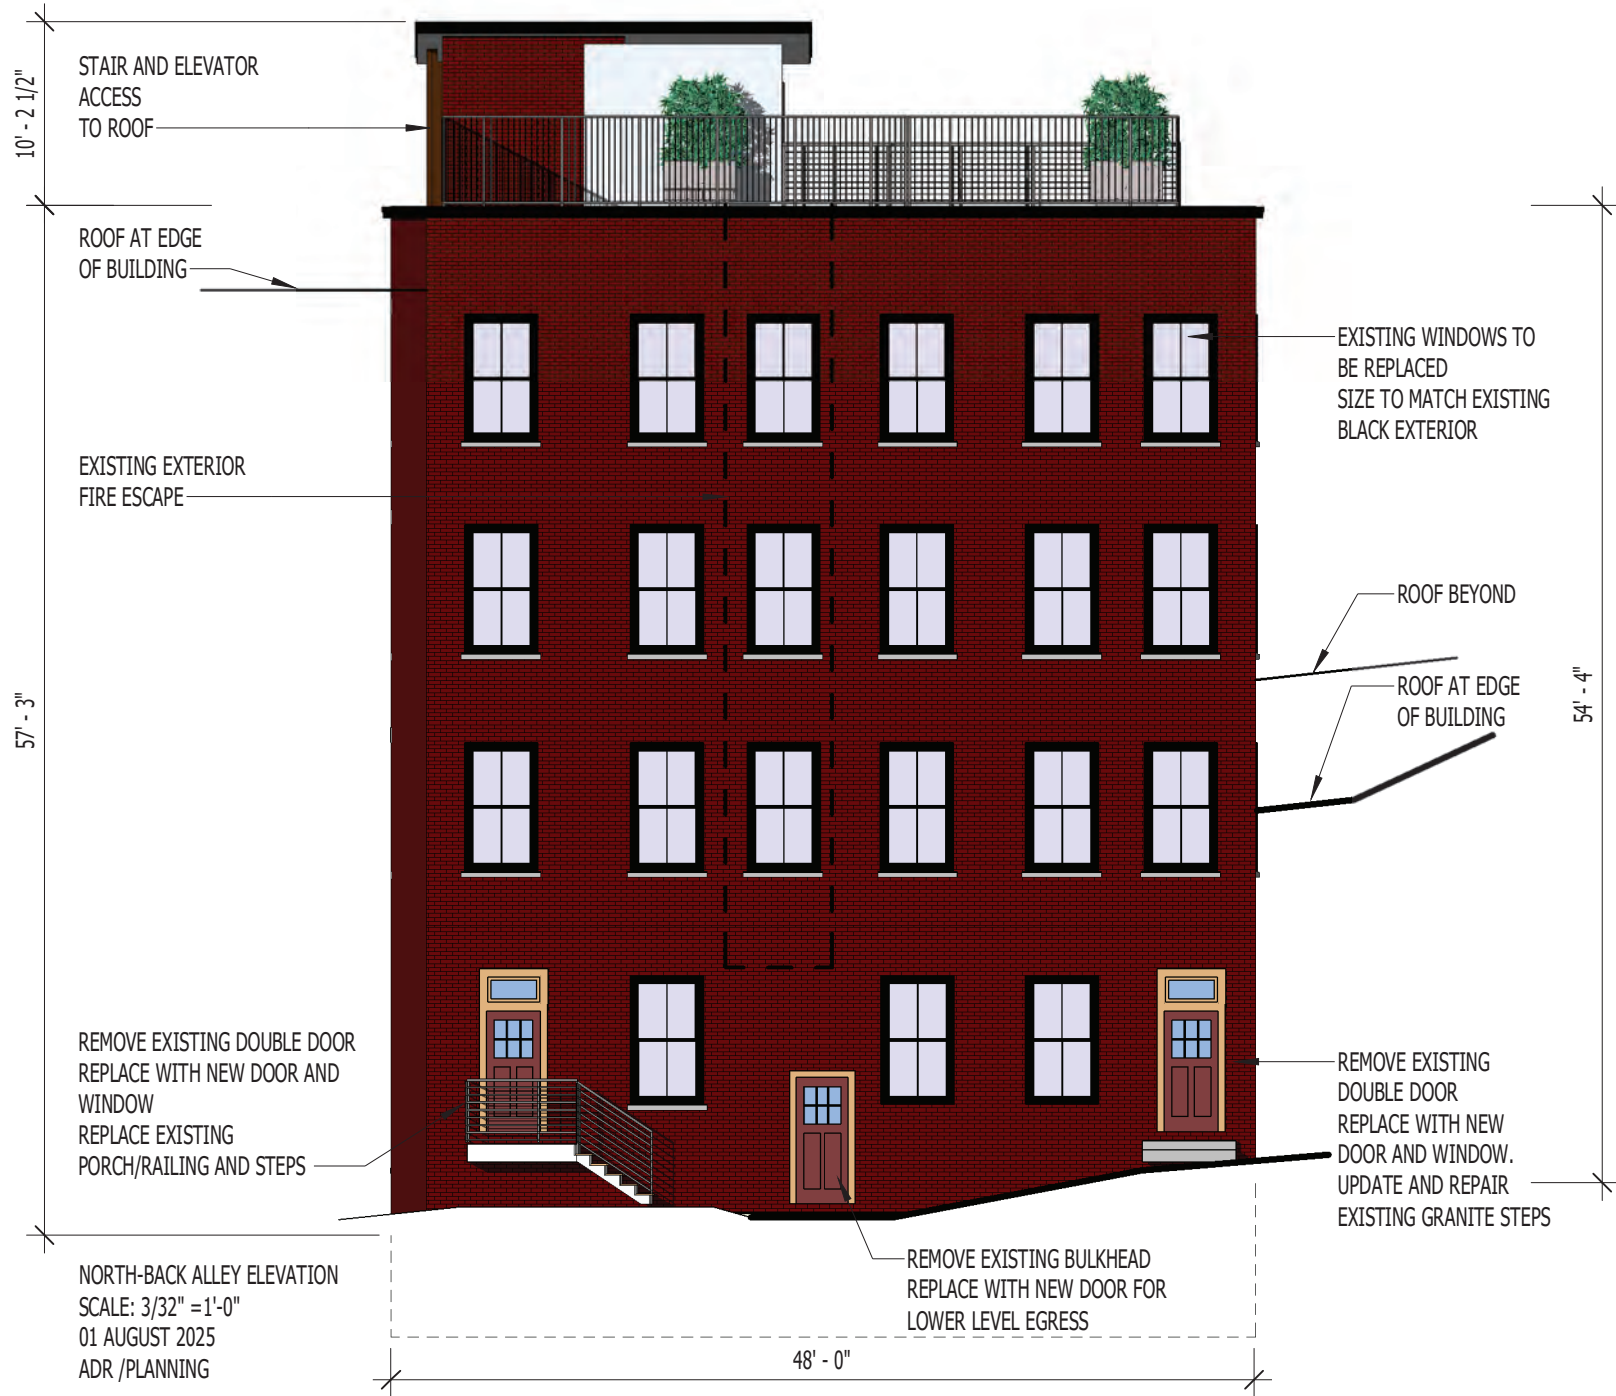 10' - 2 1/2"
STAIR AND ELEVATOR
ACCESS
TO ROOF
ROOF AT EDGE
OF BUILDING
EXISTING WINDOWS TO
BE REPLACED
SIZE TO MATCH EXISTING
BLACK EXTERIOR
EXISTING EXTERIOR
FIRE ESCAPE
ROOF BEYOND
ROOF AT EDGE
OF BUILDING
57' - 3"
54' - 4"
REMOVE EXISTING DOUBLE DOOR
REPLACE WITH NEW DOOR AND
WINDOW
REPLACE EXISTING
PORCH/RAILING AND STEPS
REMOVE EXISTING
DOUBLE DOOR
REPLACE WITH NEW
DOOR AND WINDOW.
UPDATE AND REPAIR
EXISTING GRANITE STEPS
REMOVE EXISTING BULKHEAD
REPLACE WITH NEW DOOR FOR
LOWER LEVEL EGRESS
NORTH-BACK ALLEY ELEVATION
SCALE: 3/32" =1'-0"
01 AUGUST 2025
ADR /PLANNING
48' - 0"